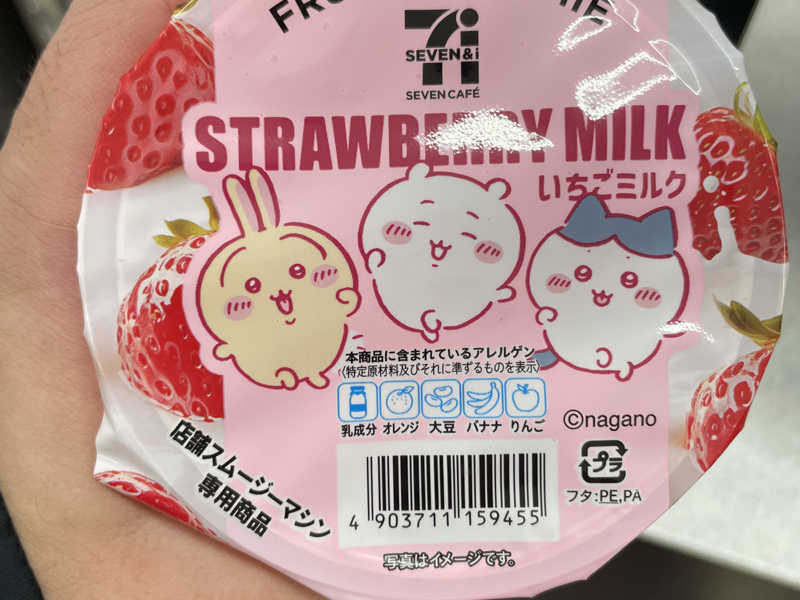 SEVEN&i
SEVEN CAFÉ
STRAWBERRY MILK
いちごミルク
本商品に含まれているアレルゲン
(特定原材料及びそれに準ずるものを表示)
乳成分 オレンジ 大豆 バナナ りんご
©nagano
プラ
フタ:PE,PA
店舗スムージーマシン
専用商品
4 903711 159455
写真はイメージです。